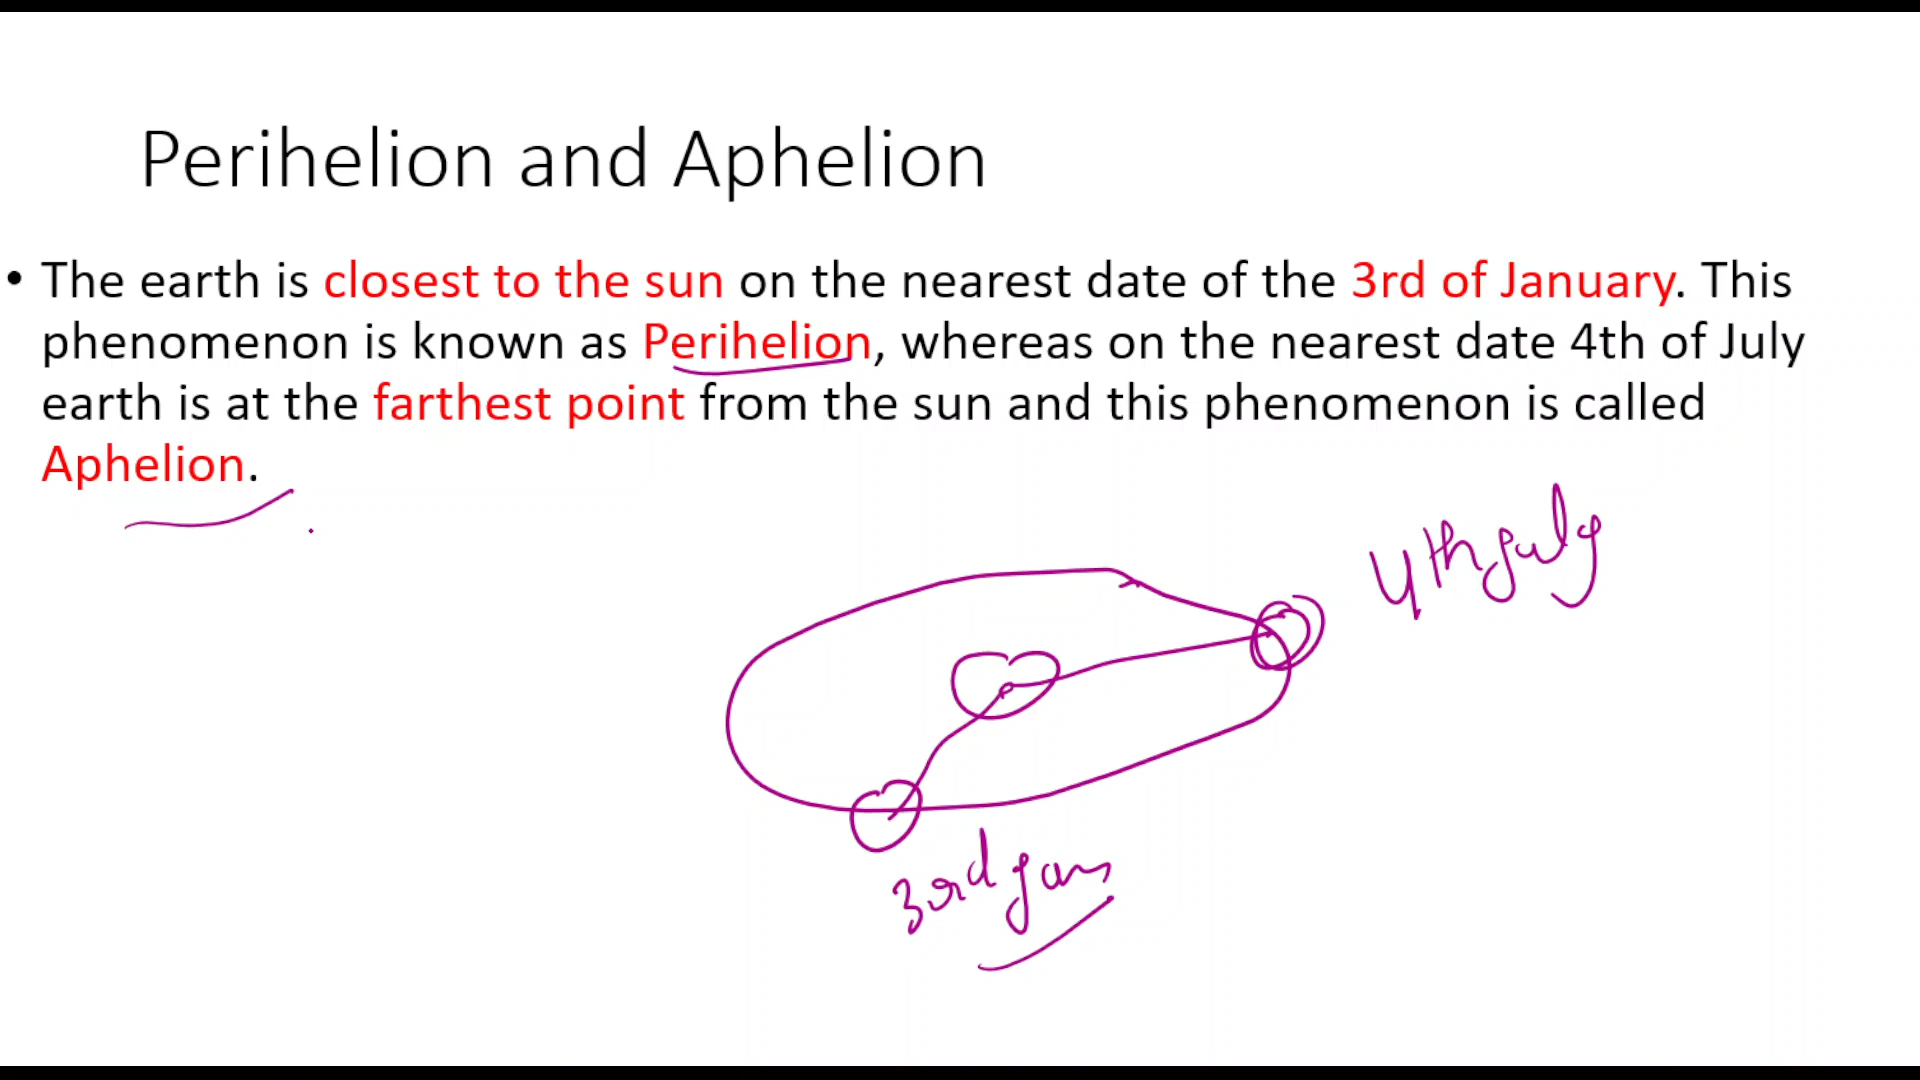 Perihelion and Aphelion
• The earth is closest to the sun on the nearest date of the 3rd of January. This
phenomenon is known as Perihelion, whereas on the nearest date 4th of July
earth is at the farthest point from the sun and this phenomenon is called
Aphelion.
4th july
3rd jan